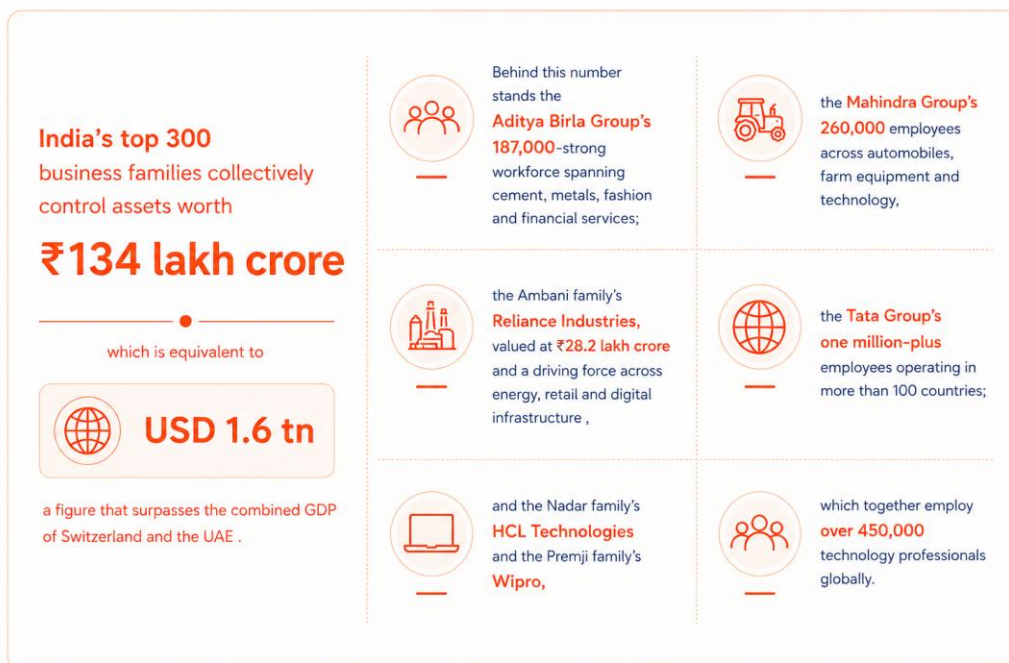 India's top 300
business families collectively
control assets worth
₹134 lakh crore
which is equivalent to
USD 1.6 tn
a figure that surpasses the combined GDP
of Switzerland and the UAE .
Behind this number
stands the
Aditya Birla Group's
187,000-strong
workforce spanning
cement, metals, fashion
and financial services;
the Mahindra Group's
260,000 employees
across automobiles,
farm equipment and
technology,
the Ambani family's
Reliance Industries,
valued at ₹28.2 lakh crore
and a driving force across
energy, retail and digital
infrastructure ,
the Tata Group's
one million-plus
employees operating in
more than 100 countries;
and the Nadar family's
HCL Technologies
and the Premji family's
Wipro,
which together employ
over 450,000
technology professionals
globally.